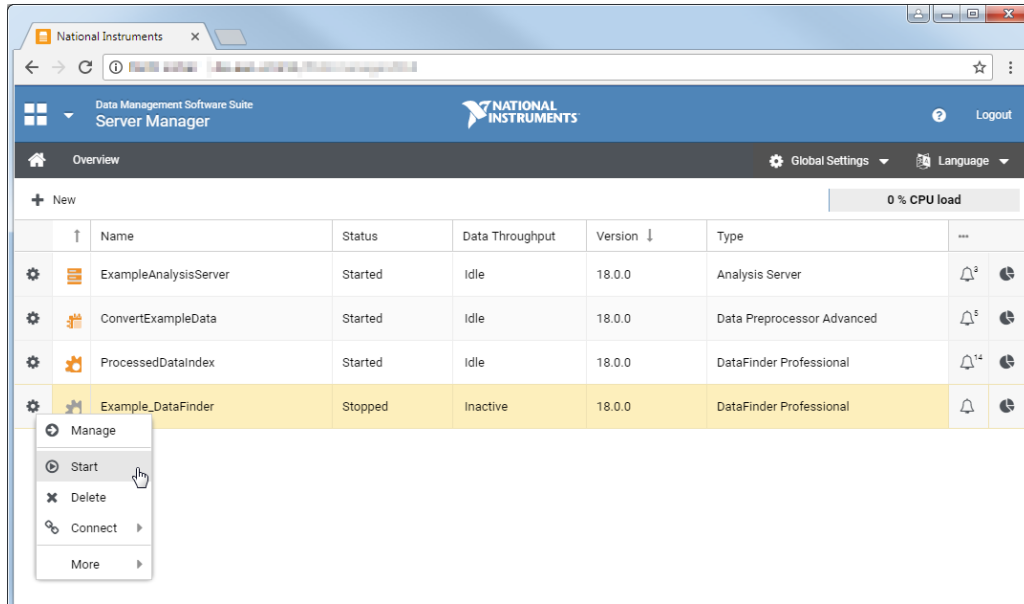 National Instruments
Data Management Software Suite
Server Manager
NATIONAL
INSTRUMENTS
Logout
Overview
Global Settings
Language
New
0 % CPU load
Name Status Data Throughput Version Type
ExampleAnalysisServer Started Idle 18.0.0 Analysis Server 3
ConvertExampleData Started Idle 18.0.0 Data Preprocessor Advanced 5
ProcessedDataIndex Started Idle 18.0.0 DataFinder Professional 14
Example_DataFinder Stopped Inactive 18.0.0 DataFinder Professional
Manage
Start
Delete
Connect
More